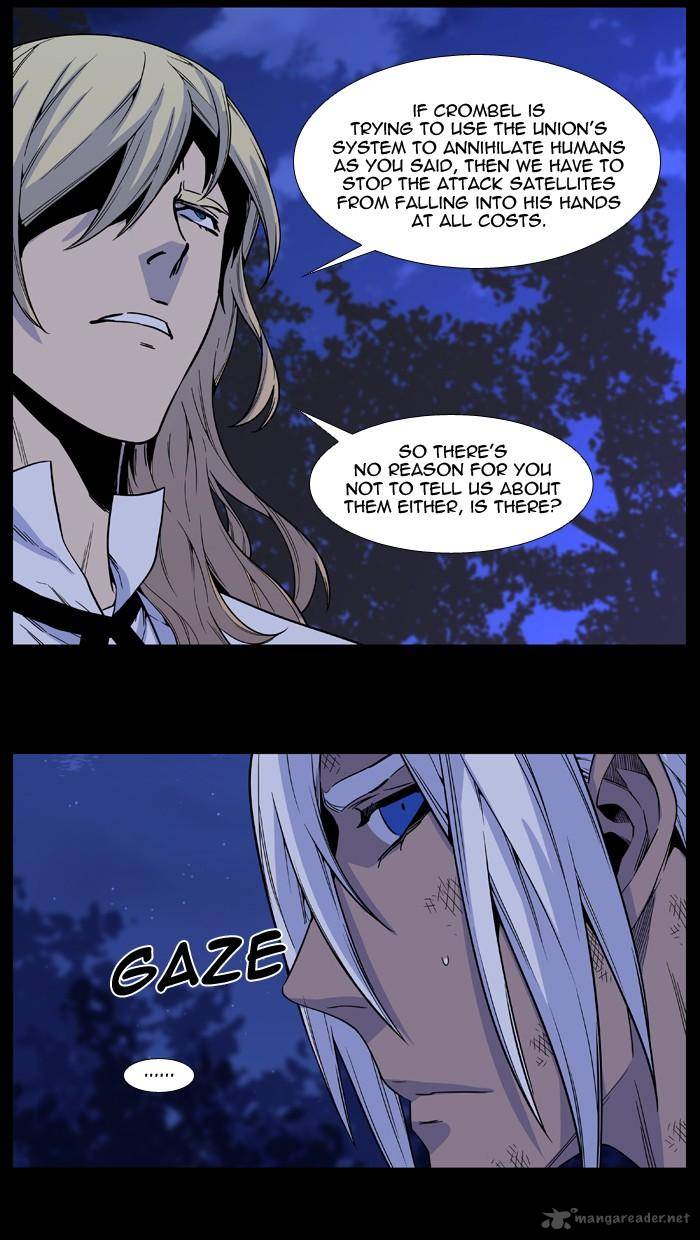 IF CROMBEL IS
TRYING TO USE THE UNION'S
SYSTEM TO ANNIHILATE HUMANS
AS YOU SAID, THEN WE HAVE TO
STOP THE ATTACK SATELLITES
FROM FALLING INTO HIS HANDS
AT ALL COSTS.
SO THERE'S
NO REASON FOR YOU
NOT TO TELL US ABOUT
THEM EITHER, IS THERE?
GAZE
......
mangareader.net